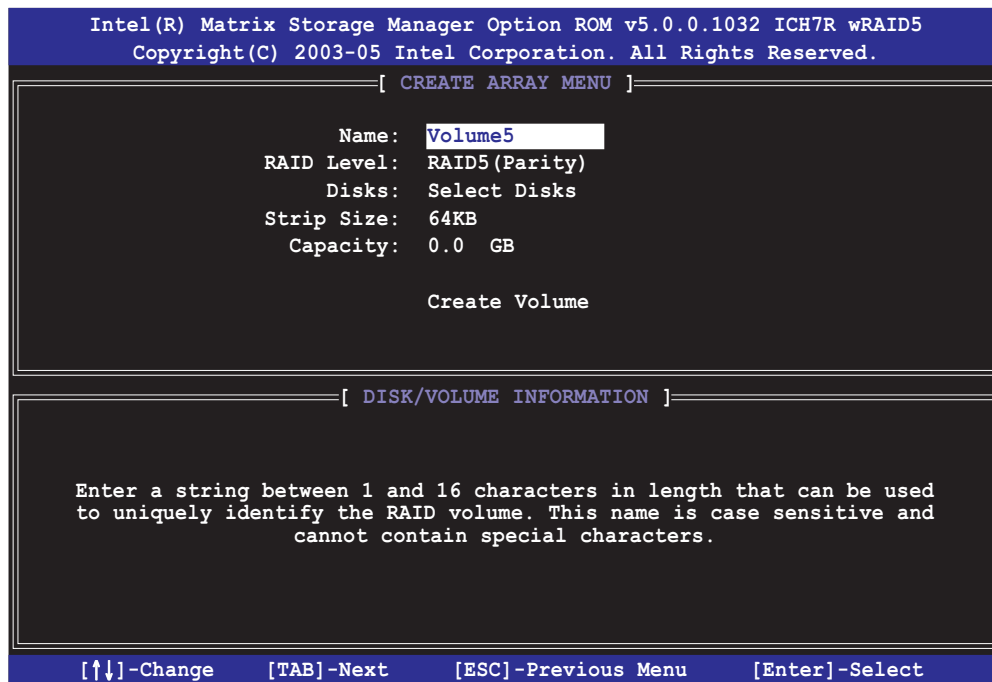 Intel(R) Matrix Storage Manager Option ROM v5.0.0.1032 ICH7R wRAID5
Copyright(C) 2003-05 Intel Corporation. All Rights Reserved.
[ CREATE ARRAY MENU ]
Name: Volume5
RAID Level: RAID5(Parity)
Disks: Select Disks
Strip Size: 64KB
Capacity: 0.0 GB
Create Volume
[ DISK/VOLUME INFORMATION ]
Enter a string between 1 and 16 characters in length that can be used
to uniquely identify the RAID volume. This name is case sensitive and
cannot contain special characters.
[↑↓]-Change [TAB]-Next [ESC]-Previous Menu [Enter]-Select